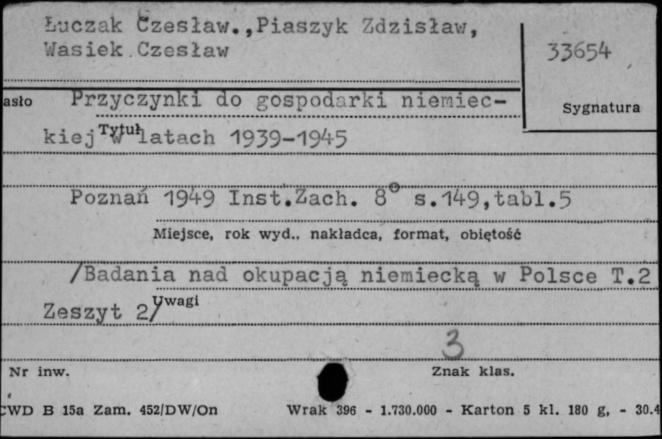 Łuczak Czesław.,Piaszyk Zdzisław,
Wasiek Czesław
33654
asło
Przyczynki do gospodarki niemiec-
Sygnatura
kiej w latach 1939-1945
Tytuł
Poznań 1949 Inst.Zach. 8° s.149,tabl.5
Miejsce, rok wyd., nakładca, format, obiętość
/Badania nad okupacją niemiecką w Polsce T.2
Zeszyt 2/
Uwagi
3
Nr inw.
Znak klas.
CWD B 15a Zam. 452/DW/On
Wrak 396 - 1.730.000 - Karton 5 kl. 180 g, - 30.4